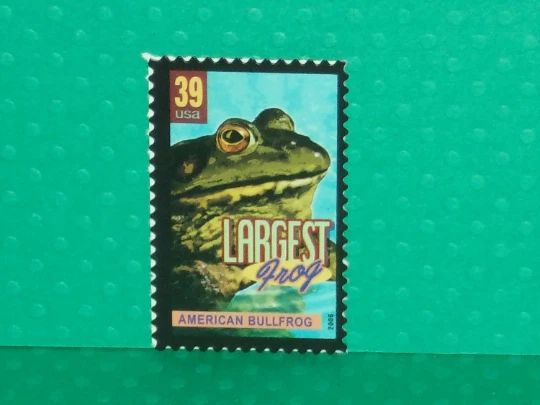 39
usa
LARGEST
Frog
AMERICAN BULLFROG
2006